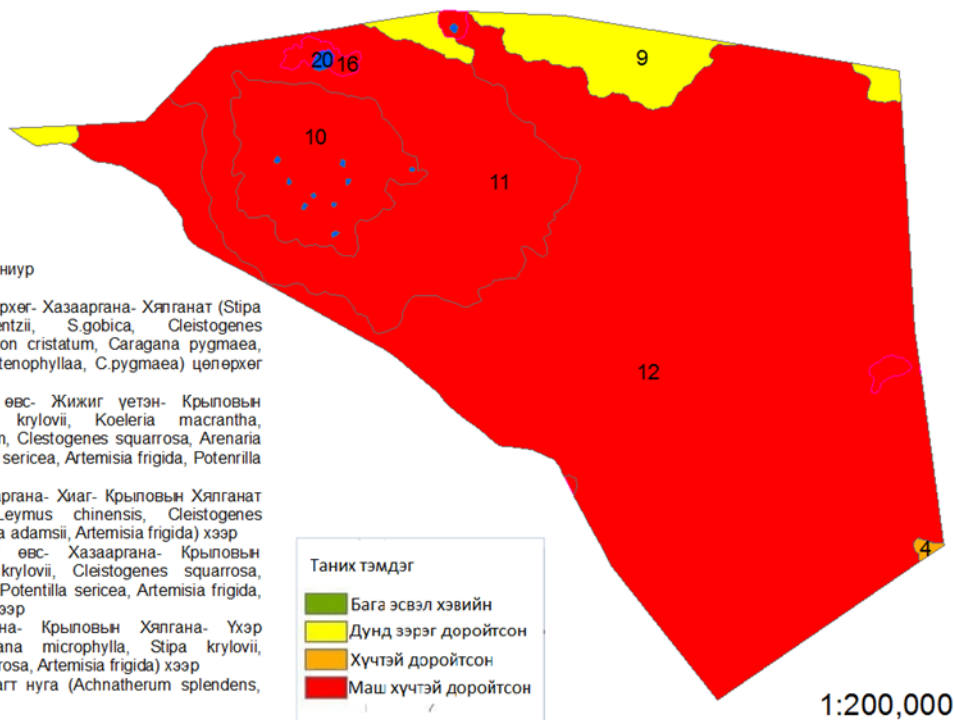 9
20 16
10
11
12
4
ниур
рхөг- Хазааргана- Хялганат (Stipa
entzii, S.gobica, Cleistogenes
on cristatum, Caragana pygmaea,
tenophyllaa, C.pygmaea) цөлөрхөг
өвс- Жижиг үетэн- Крыловын
krylovii, Koeleria macrantha,
n, Clestogenes squarrosa, Arenaria
sericea, Artemisia frigida, Potenrilla
аргана- Хиаг- Крыловын Хялганат
Leymus chinensis, Cleistogenes
a adamsii, Artemisia frigida) хээр
өвс- Хазааргана- Крыловын
krylovii, Cleistogenes squarrosa,
Potentilla sericea, Artemisia frigida,
ээр
на- Крыловын Хялгана- Үхэр
ana microphylla, Stipa krylovii,
rosa, Artemisia frigida) хээр
агт нуга (Achnatherum splendens,
Таних тэмдэг
Бага эсвэл хэвийн
Дунд зэрэг доройтсон
Хүчтэй доройтсон
Маш хүчтэй доройтсон
1:200,000